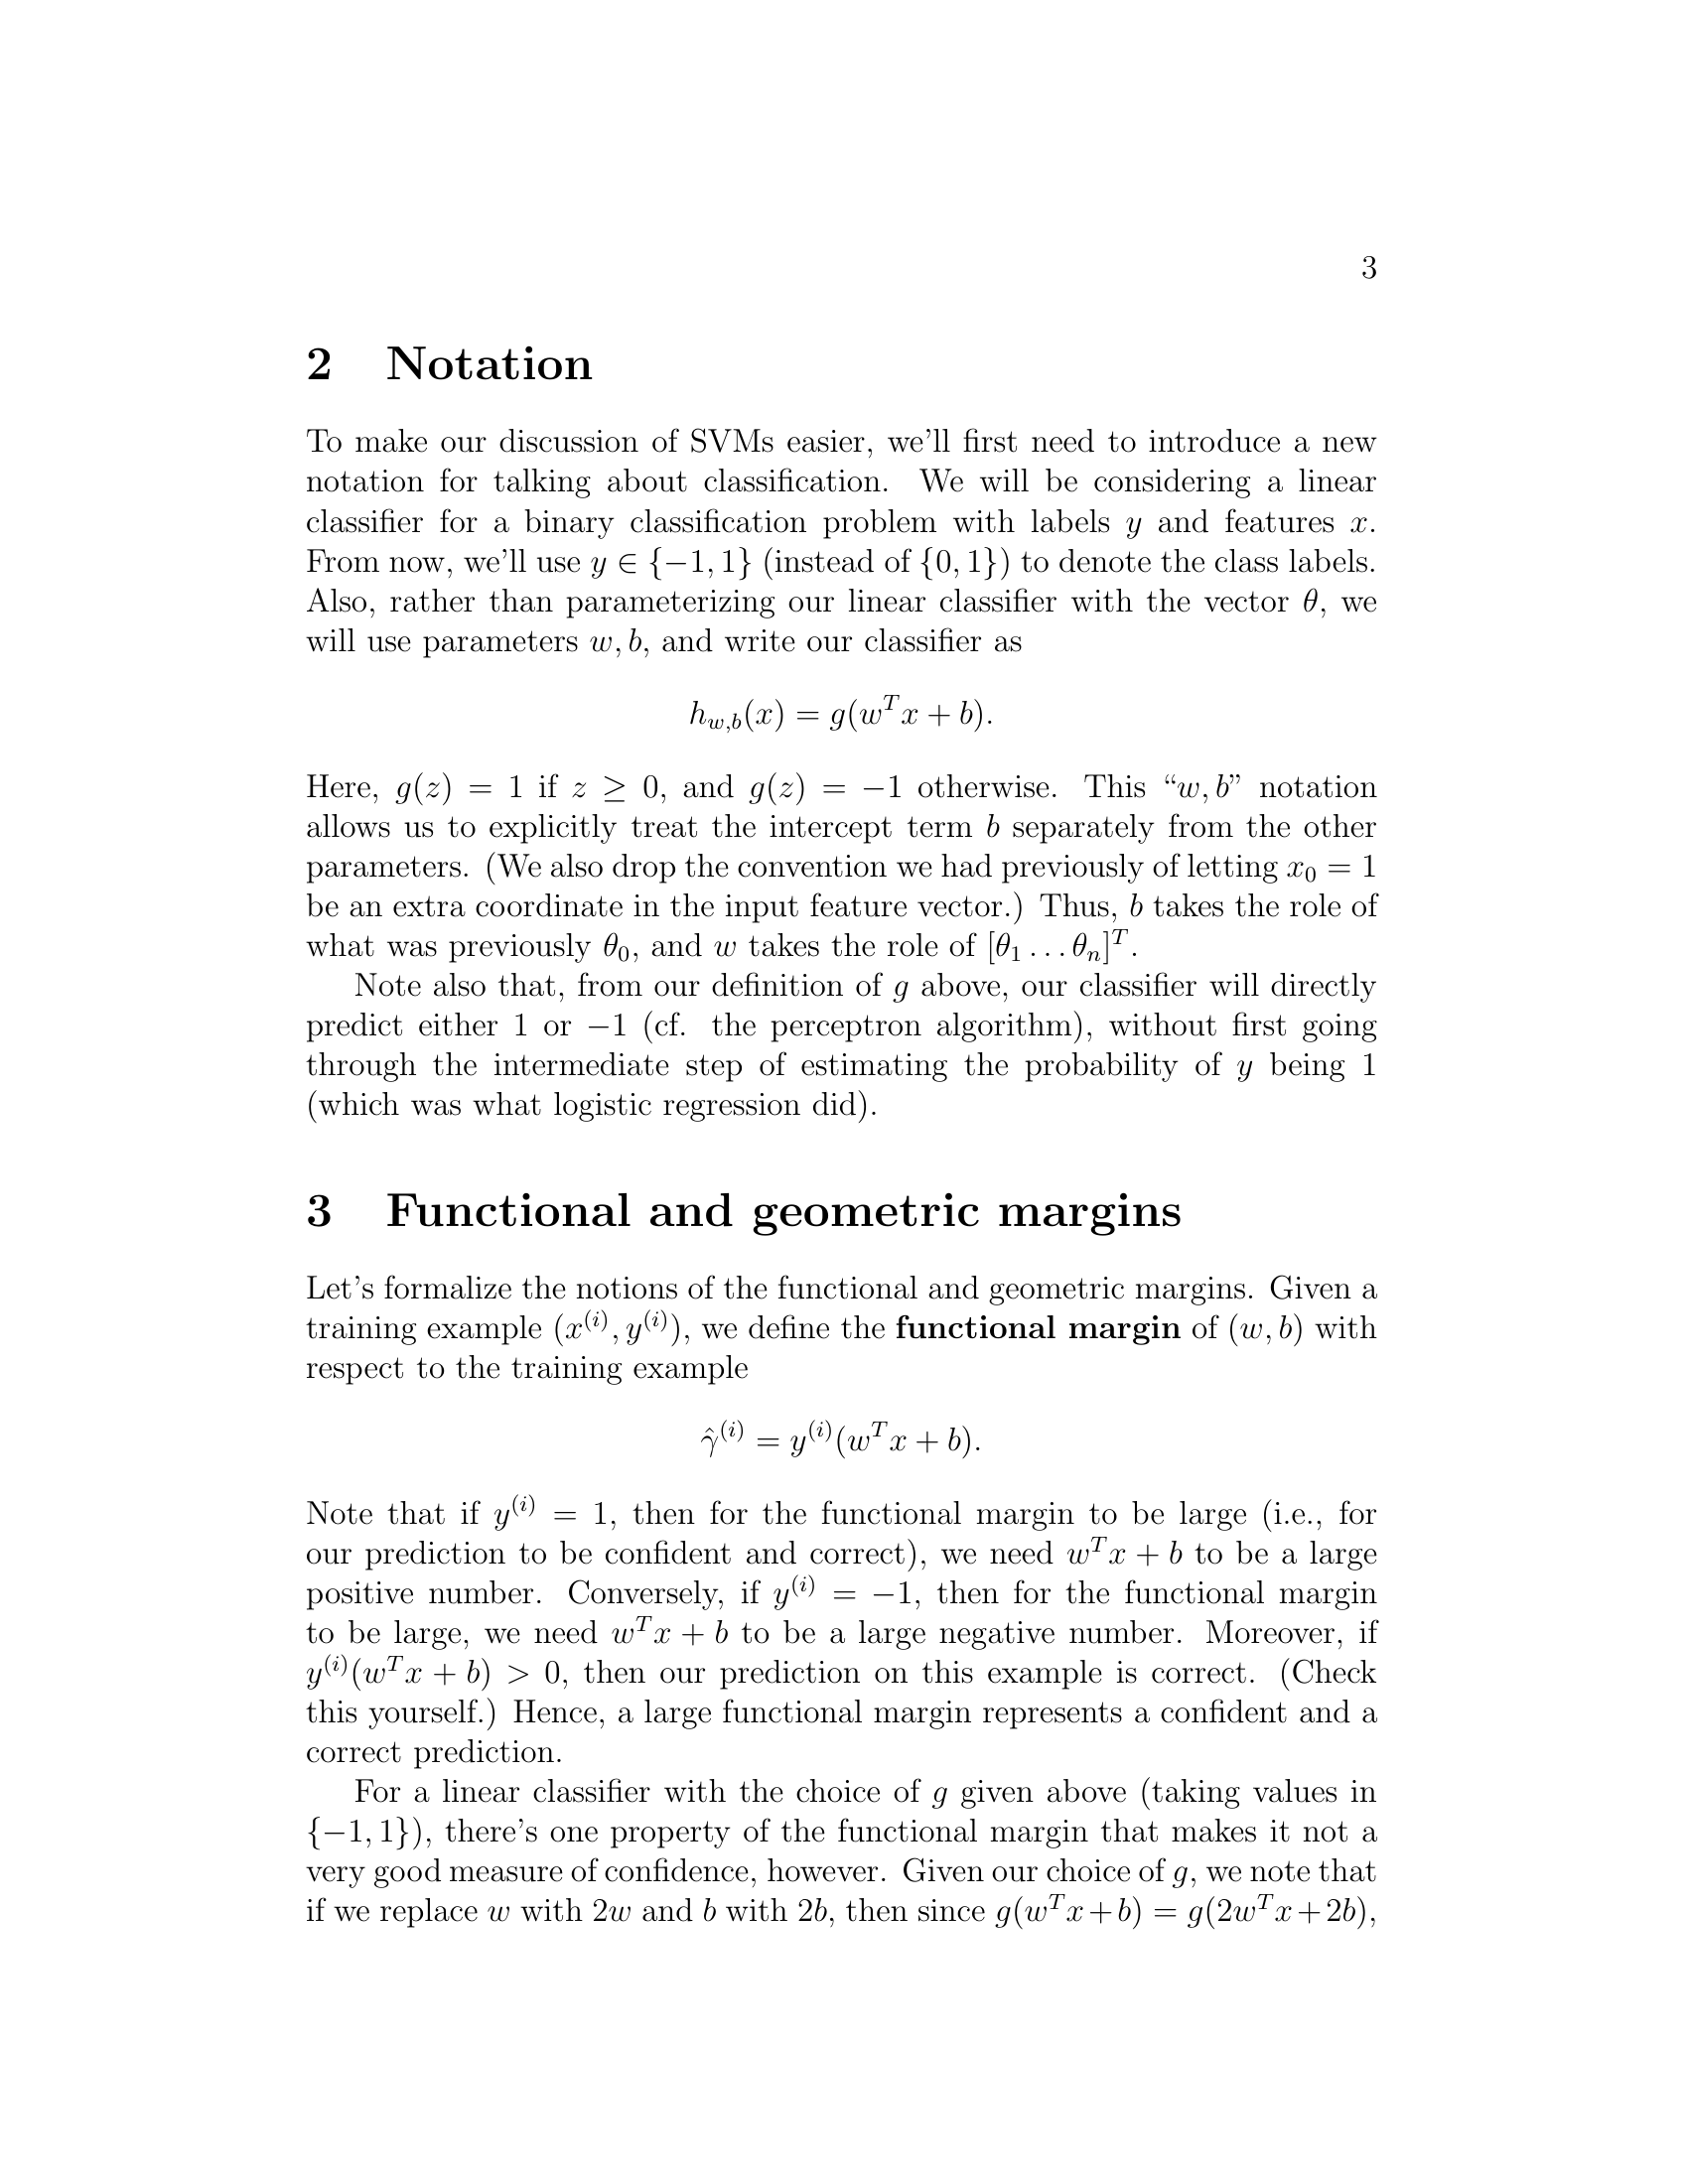 3
2 Notation
To make our discussion of SVMs easier, we'll first need to introduce a new
notation for talking about classification. We will be considering a linear
classifier for a binary classification problem with labels y and features x.
From now, we'll use y ∈ {−1, 1} (instead of {0, 1}) to denote the class labels.
Also, rather than parameterizing our linear classifier with the vector θ, we
will use parameters w, b, and write our classifier as
h_{w,b}(x) = g(w^T x + b).
Here, g(z) = 1 if z ≥ 0, and g(z) = −1 otherwise. This “w, b” notation
allows us to explicitly treat the intercept term b separately from the other
parameters. (We also drop the convention we had previously of letting x_0 = 1
be an extra coordinate in the input feature vector.) Thus, b takes the role of
what was previously θ_0, and w takes the role of [θ_1 . . . θ_n]^T.
Note also that, from our definition of g above, our classifier will directly
predict either 1 or −1 (cf. the perceptron algorithm), without first going
through the intermediate step of estimating the probability of y being 1
(which was what logistic regression did).
3 Functional and geometric margins
Let's formalize the notions of the functional and geometric margins. Given a
training example (x^{(i)}, y^{(i)}), we define the functional margin of (w, b) with
respect to the training example
γ̂^{(i)} = y^{(i)}(w^T x + b).
Note that if y^{(i)} = 1, then for the functional margin to be large (i.e., for
our prediction to be confident and correct), we need w^T x + b to be a large
positive number. Conversely, if y^{(i)} = −1, then for the functional margin
to be large, we need w^T x + b to be a large negative number. Moreover, if
y^{(i)}(w^T x + b) > 0, then our prediction on this example is correct. (Check
this yourself.) Hence, a large functional margin represents a confident and a
correct prediction.
For a linear classifier with the choice of g given above (taking values in
{−1, 1}), there's one property of the functional margin that makes it not a
very good measure of confidence, however. Given our choice of g, we note that
if we replace w with 2w and b with 2b, then since g(w^T x + b) = g(2w^T x + 2b),